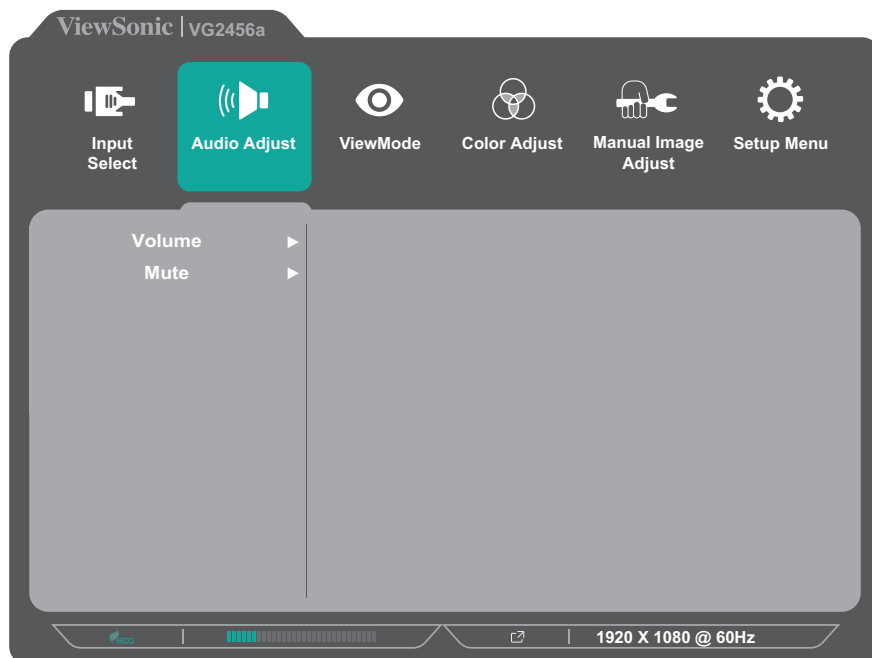 ViewSonic | VG2456a
Input
Select
Audio Adjust
ViewMode
Color Adjust
Manual Image
Adjust
Setup Menu
Volume
Mute
eco
1920 X 1080 @ 60Hz